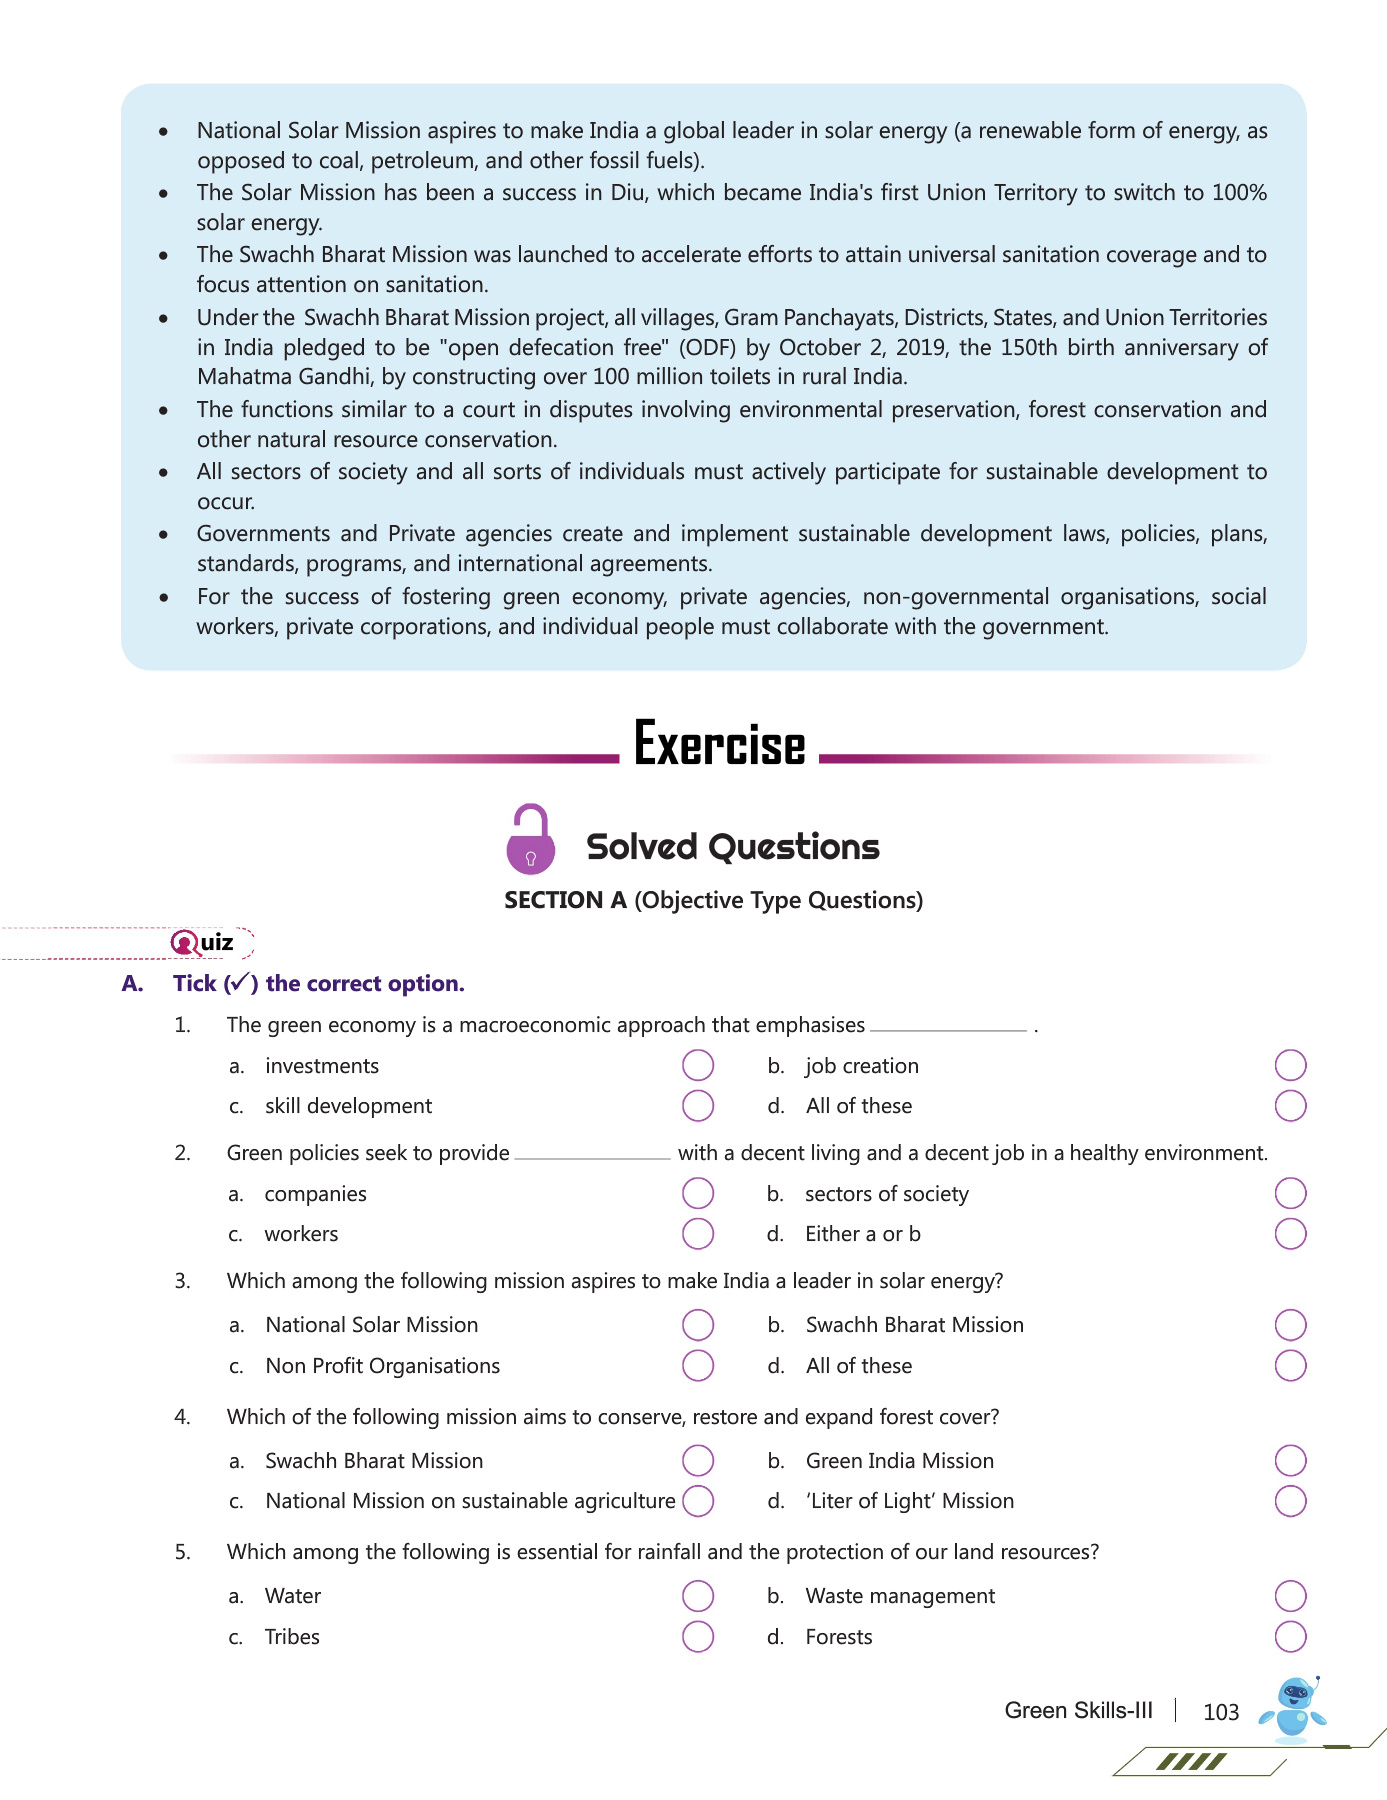 • National Solar Mission aspires to make India a global leader in solar energy (a renewable form of energy, as
opposed to coal, petroleum, and other fossil fuels).
• The Solar Mission has been a success in Diu, which became India's first Union Territory to switch to 100%
solar energy.
• The Swachh Bharat Mission was launched to accelerate efforts to attain universal sanitation coverage and to
focus attention on sanitation.
• Under the Swachh Bharat Mission project, all villages, Gram Panchayats, Districts, States, and Union Territories
in India pledged to be "open defecation free" (ODF) by October 2, 2019, the 150th birth anniversary of
Mahatma Gandhi, by constructing over 100 million toilets in rural India.
• The functions similar to a court in disputes involving environmental preservation, forest conservation and
other natural resource conservation.
• All sectors of society and all sorts of individuals must actively participate for sustainable development to
occur.
• Governments and Private agencies create and implement sustainable development laws, policies, plans,
standards, programs, and international agreements.
• For the success of fostering green economy, private agencies, non-governmental organisations, social
workers, private corporations, and individual people must collaborate with the government.
Exercise
Solved Questions
SECTION A (Objective Type Questions)
Quiz
A. Tick (✓) the correct option.
1. The green economy is a macroeconomic approach that emphasises ______________ .
a. investments b. job creation
c. skill development d. All of these
2. Green policies seek to provide ______________ with a decent living and a decent job in a healthy environment.
a. companies b. sectors of society
c. workers d. Either a or b
3. Which among the following mission aspires to make India a leader in solar energy?
a. National Solar Mission b. Swachh Bharat Mission
c. Non Profit Organisations d. All of these
4. Which of the following mission aims to conserve, restore and expand forest cover?
a. Swachh Bharat Mission b. Green India Mission
c. National Mission on sustainable agriculture d. ‘Liter of Light’ Mission
5. Which among the following is essential for rainfall and the protection of our land resources?
a. Water b. Waste management
c. Tribes d. Forests
Green Skills-III 103